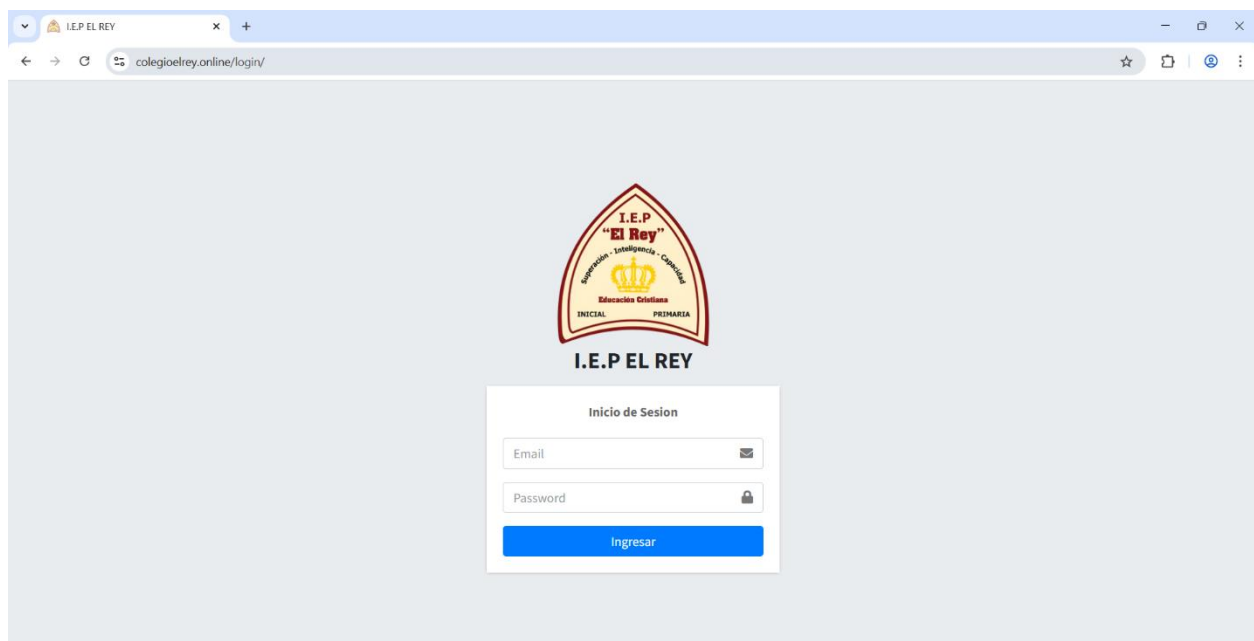 I.E.P EL REY
colegioelrey.online/login/
I.E.P
“El Rey”
Superación - Inteligencia - Capacidad
Educación Cristiana
INICIAL PRIMARIA
I.E.P EL REY
Inicio de Sesion
Email
Password
Ingresar